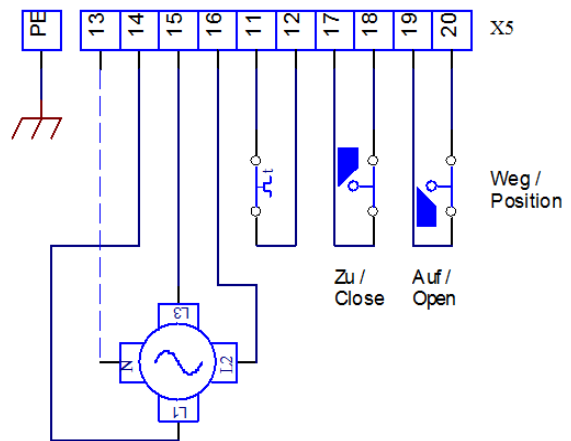 PE 13 14 15 16 11 12 17 18 19 20 X5
t
Weg /
Position
Zu /
Close
Auf /
Open
L3
N
L2
L1